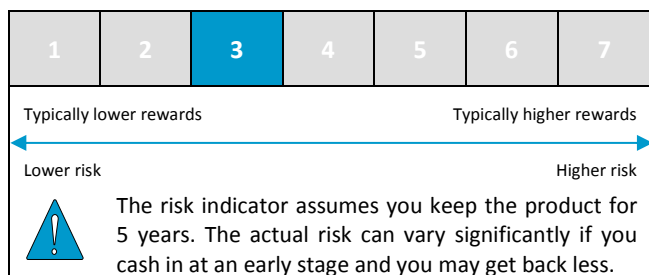 1 2 3 4 5 6 7
Typically lower rewards Typically higher rewards
Lower risk Higher risk
The risk indicator assumes you keep the product for
5 years. The actual risk can vary significantly if you
cash in at an early stage and you may get back less.